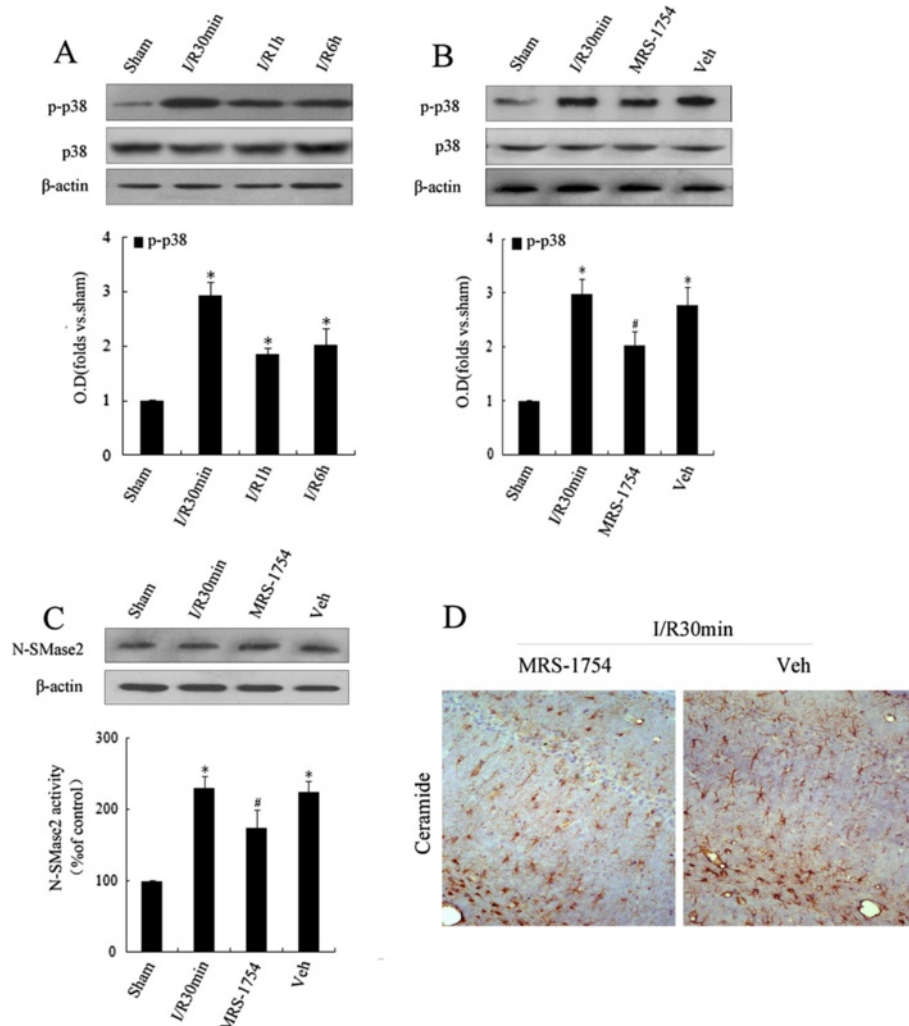 A
Sham
I/R30min
I/R1h
I/R6h
p-p38
p38
β-actin
p-p38
O.D(folds vs.sham)
4
3
2
1
0
*
*
*
Sham
I/R30min
I/R1h
I/R6h
B
Sham
I/R30min
MRS-1754
Veh
p-p38
p38
β-actin
p-p38
O.D(folds vs.sham)
4
3
2
1
0
*
#
*
Sham
I/R30min
MRS-1754
Veh
C
Sham
I/R30min
MRS-1754
Veh
N-SMase2
β-actin
N-SMase2 activity
(%of control)
300
200
100
0
*
#
*
Sham
I/R30min
MRS-1754
Veh
D
I/R30min
MRS-1754 Veh
Ceramide